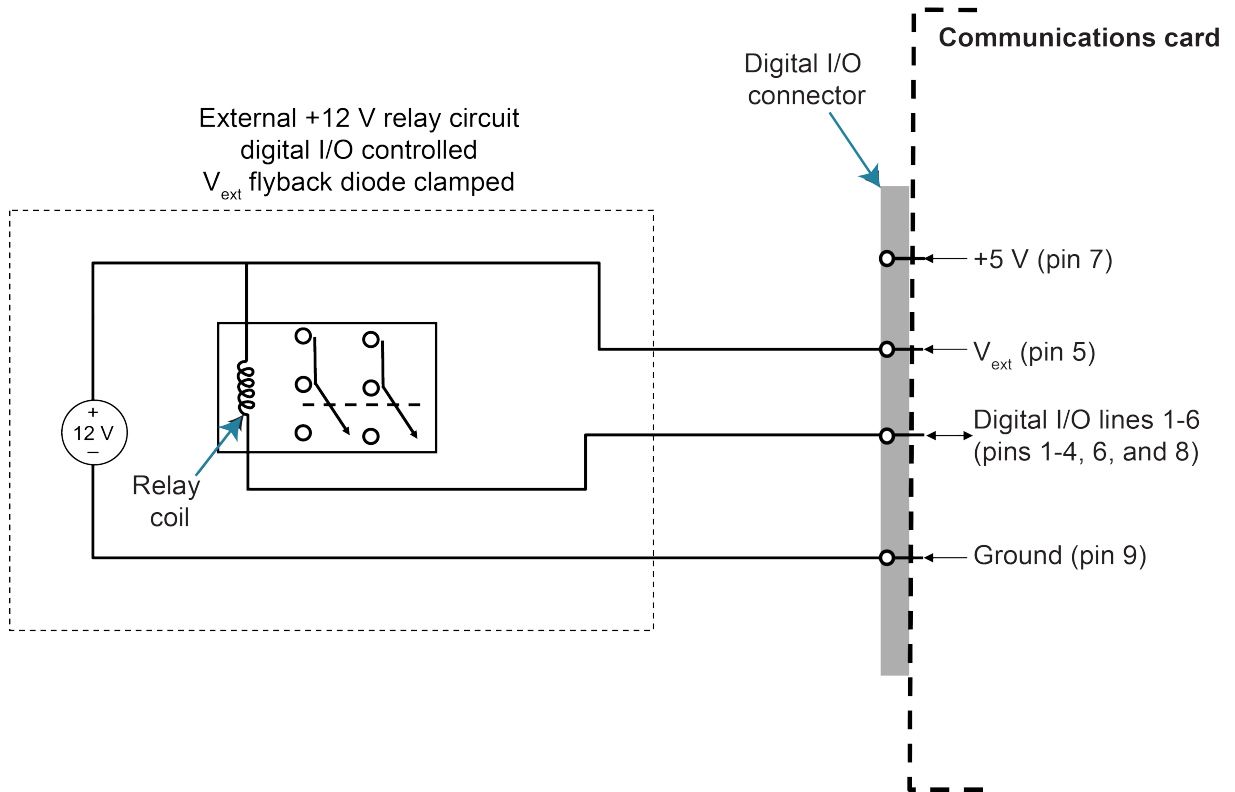 Communications card
Digital I/O
connector
External +12 V relay circuit
digital I/O controlled
Vext flyback diode clamped
+5 V (pin 7)
Vext (pin 5)
Digital I/O lines 1-6
(pins 1-4, 6, and 8)
+
12 V
–
Relay
coil
Ground (pin 9)